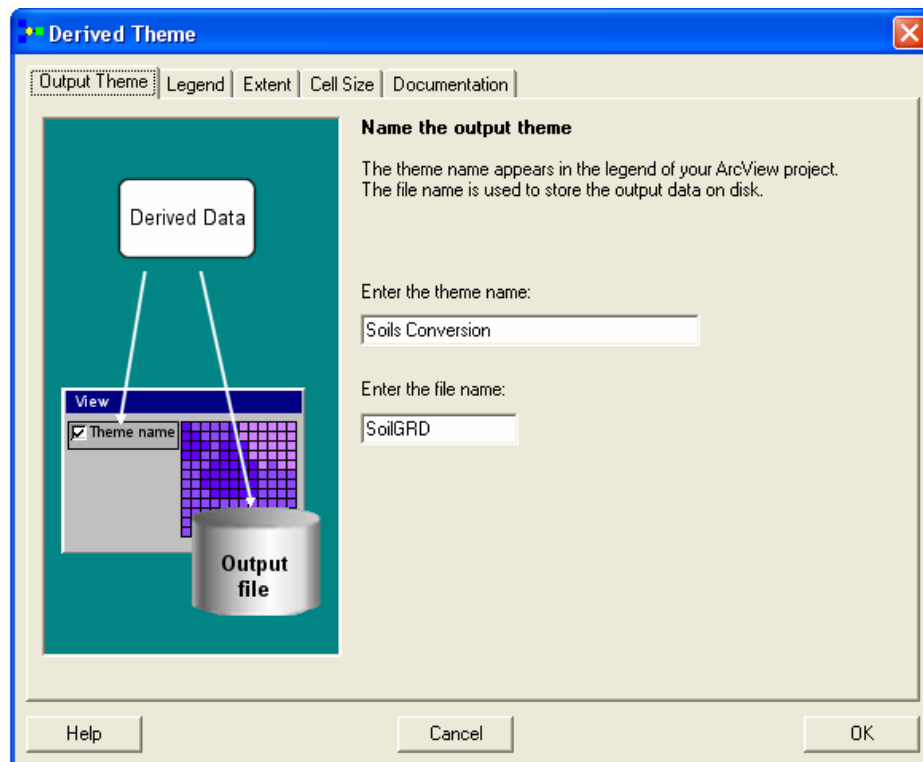 Derived Theme
Output Theme
Legend
Extent
Cell Size
Documentation
Derived Data
View
Theme name
Output
file
Name the output theme
The theme name appears in the legend of your ArcView project.
The file name is used to store the output data on disk.
Enter the theme name:
Soils Conversion
Enter the file name:
SoilGRD
Help
Cancel
OK